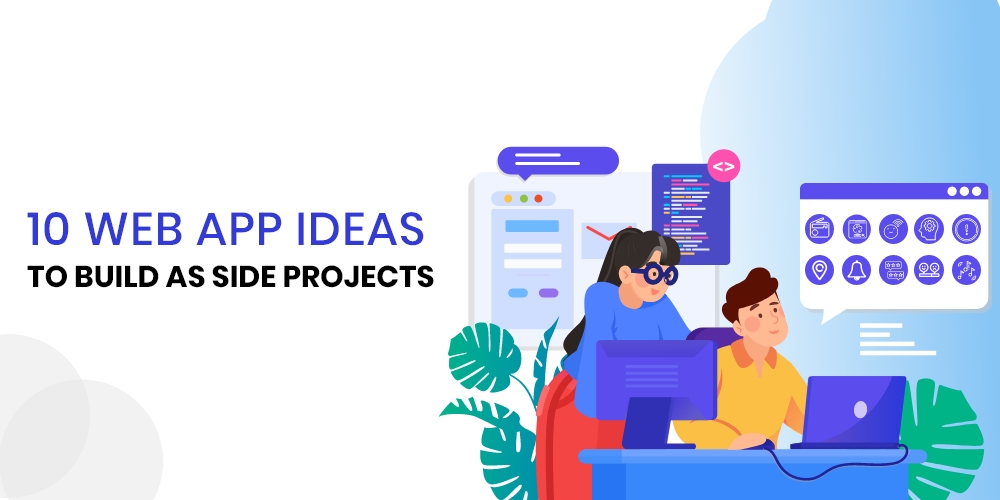 10 WEB APP IDEAS
TO BUILD AS SIDE PROJECTS
<>
!